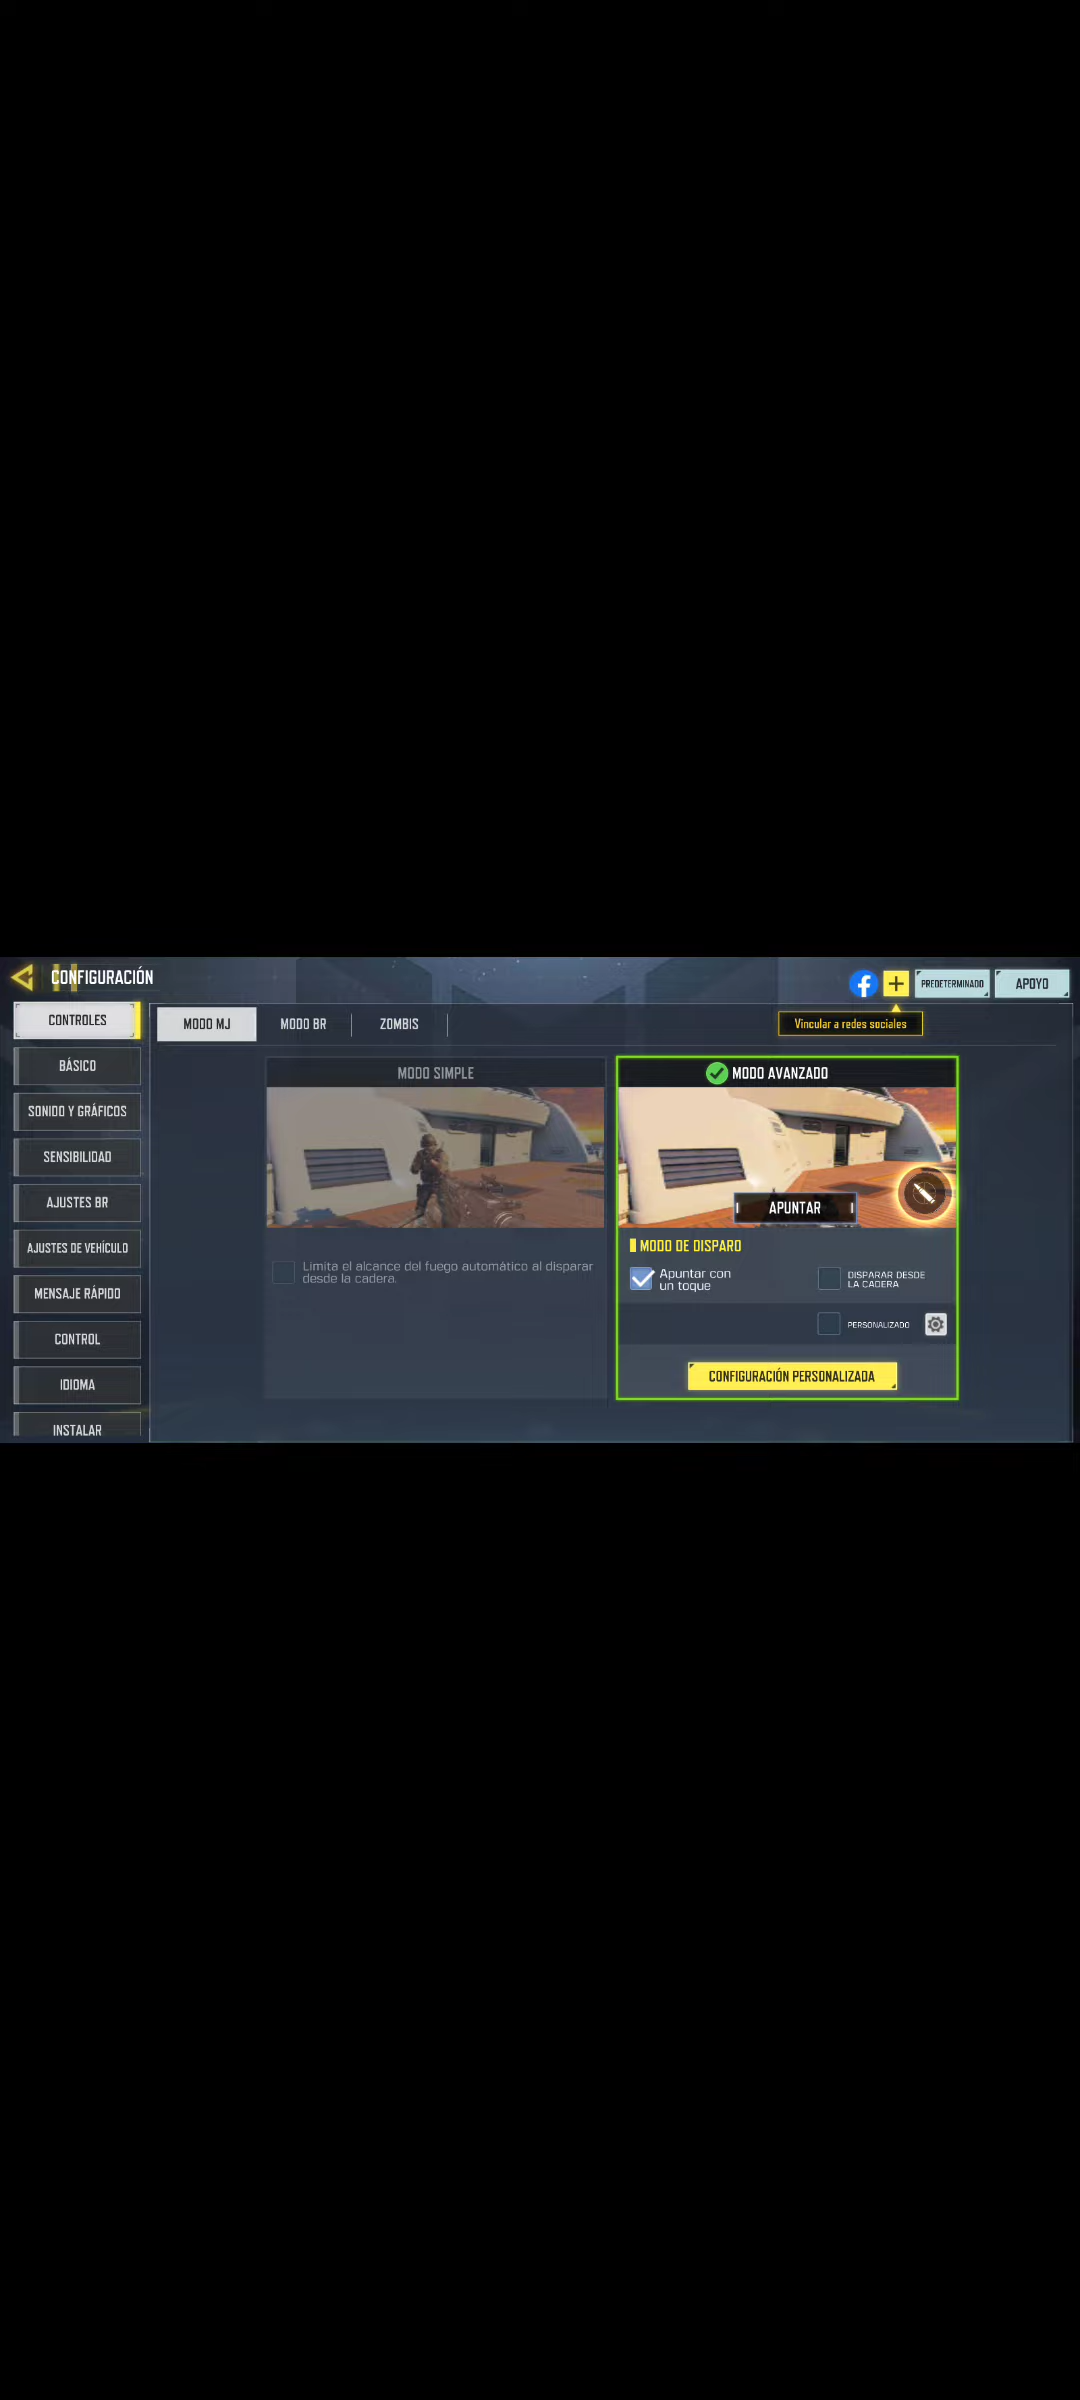 CONFIGURACIÓN
PREDETERMINADO
APOYO
Vincular a redes sociales
CONTROLES
BÁSICO
SONIDO Y GRÁFICOS
SENSIBILIDAD
AJUSTES BR
AJUSTES DE VEHÍCULO
MENSAJE RÁPIDO
CONTROL
IDIOMA
INSTALAR
MODO MJ
MODO BR
ZOMBIS
MODO SIMPLE
Limita el alcance del fuego automático al disparar
desde la cadera.
MODO AVANZADO
APUNTAR
MODO DE DISPARO
Apuntar con
un toque
DISPARAR DESDE
LA CADERA
PERSONALIZADO
CONFIGURACIÓN PERSONALIZADA